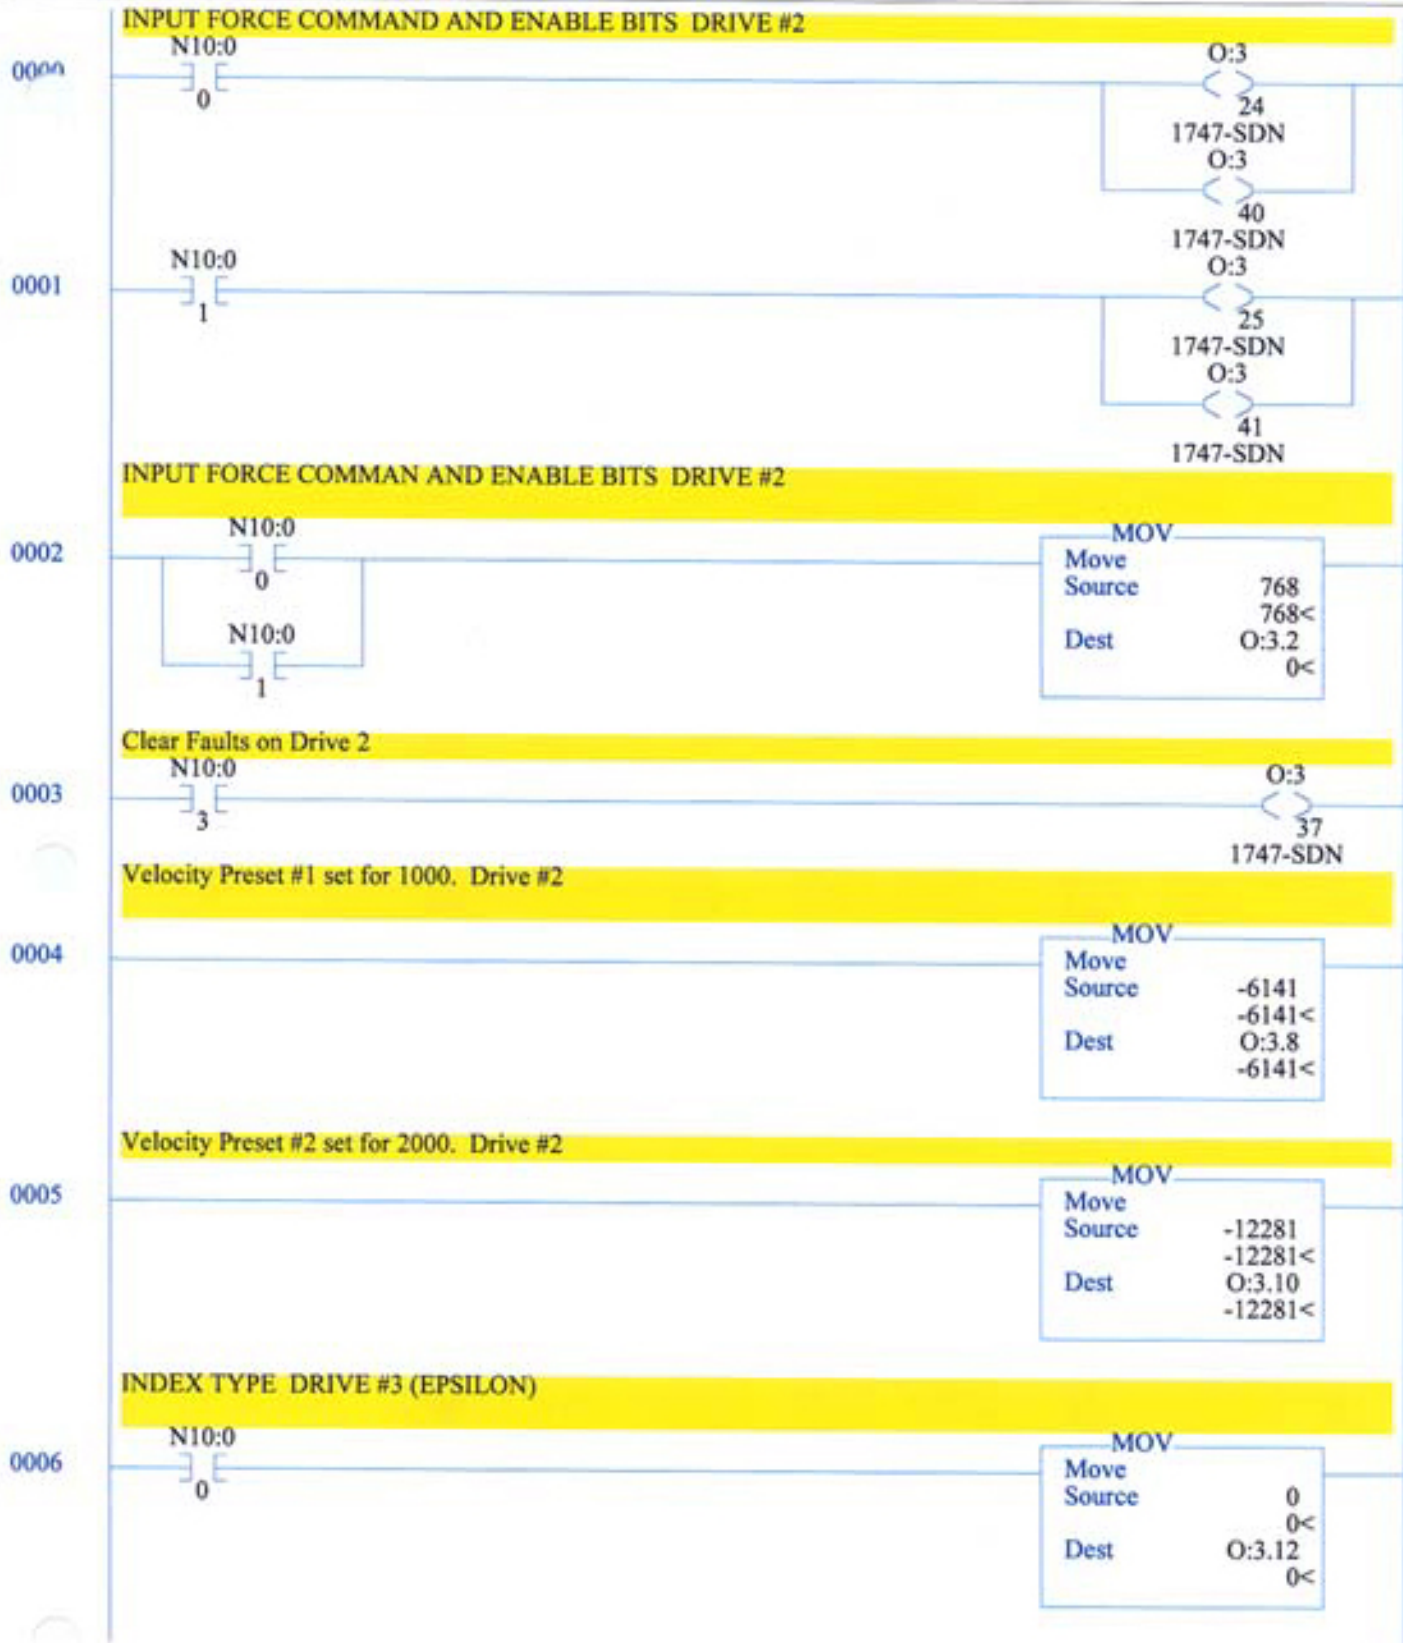 INPUT FORCE COMMAND AND ENABLE BITS DRIVE #2
N10:0
0000
0
O:3
24
1747-SDN
O:3
40
1747-SDN
N10:0
0001
1
O:3
25
1747-SDN
O:3
41
1747-SDN
INPUT FORCE COMMAN AND ENABLE BITS DRIVE #2
N10:0
0002
0
N10:0
1
MOV
Move
Source 768
768<
Dest O:3.2
0<
Clear Faults on Drive 2
N10:0
0003
3
O:3
37
1747-SDN
Velocity Preset #1 set for 1000. Drive #2
0004
MOV
Move
Source -6141
-6141<
Dest O:3.8
-6141<
Velocity Preset #2 set for 2000. Drive #2
0005
MOV
Move
Source -12281
-12281<
Dest O:3.10
-12281<
INDEX TYPE DRIVE #3 (EPSILON)
N10:0
0006
0
MOV
Move
Source 0
0<
Dest O:3.12
0<